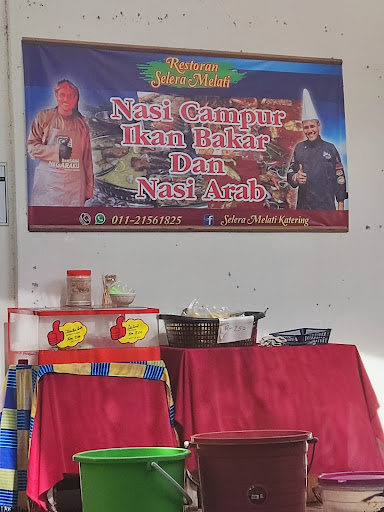 Restoran
Selera Melati
Nasi Campur
Ikan Bakar
Dan
Nasi Arab
011-21561825
Selera Melati Katering